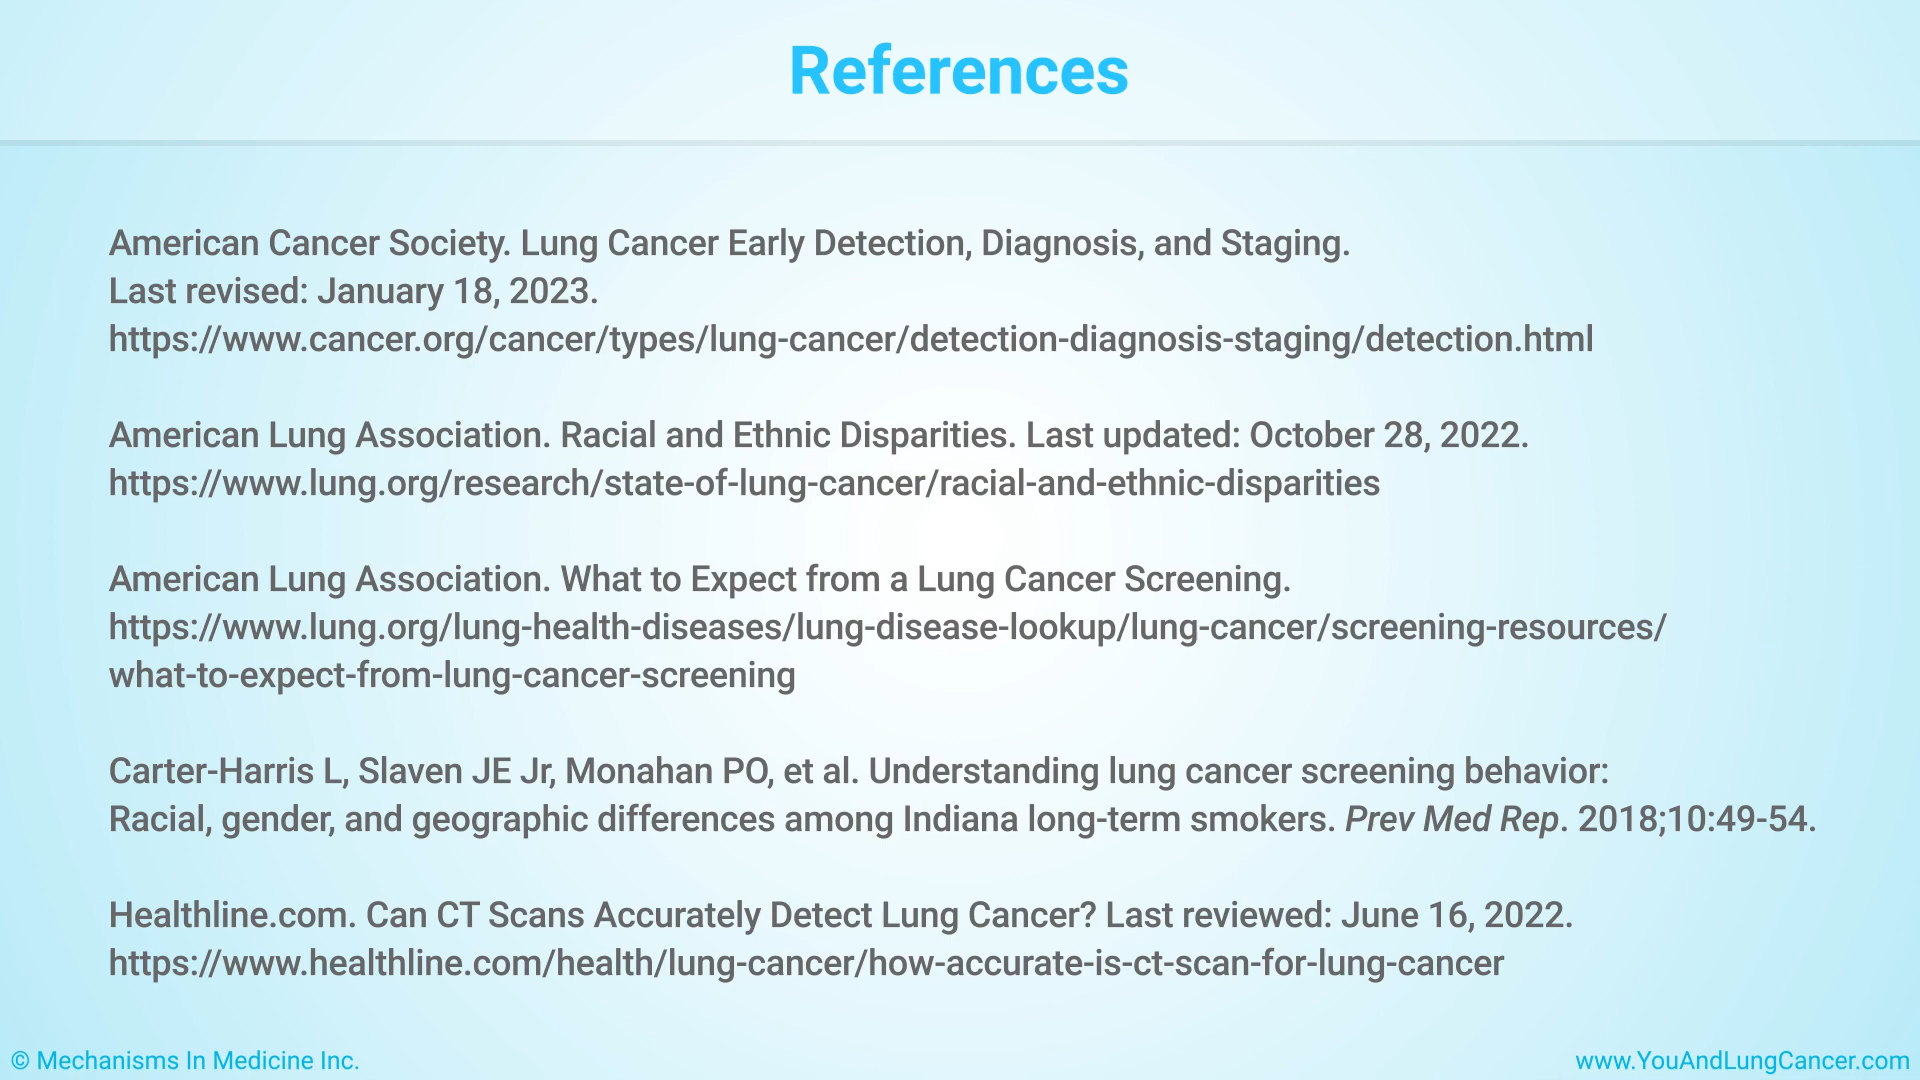 References
American Cancer Society. Lung Cancer Early Detection, Diagnosis, and Staging.
Last revised: January 18, 2023.
https://www.cancer.org/cancer/types/lung-cancer/detection-diagnosis-staging/detection.html
American Lung Association. Racial and Ethnic Disparities. Last updated: October 28, 2022.
https://www.lung.org/research/state-of-lung-cancer/racial-and-ethnic-disparities
American Lung Association. What to Expect from a Lung Cancer Screening.
https://www.lung.org/lung-health-diseases/lung-disease-lookup/lung-cancer/screening-resources/
what-to-expect-from-lung-cancer-screening
Carter-Harris L, Slaven JE Jr, Monahan PO, et al. Understanding lung cancer screening behavior:
Racial, gender, and geographic differences among Indiana long-term smokers. Prev Med Rep. 2018;10:49-54.
Healthline.com. Can CT Scans Accurately Detect Lung Cancer? Last reviewed: June 16, 2022.
https://www.healthline.com/health/lung-cancer/how-accurate-is-ct-scan-for-lung-cancer
© Mechanisms In Medicine Inc.
www.YouAndLungCancer.com